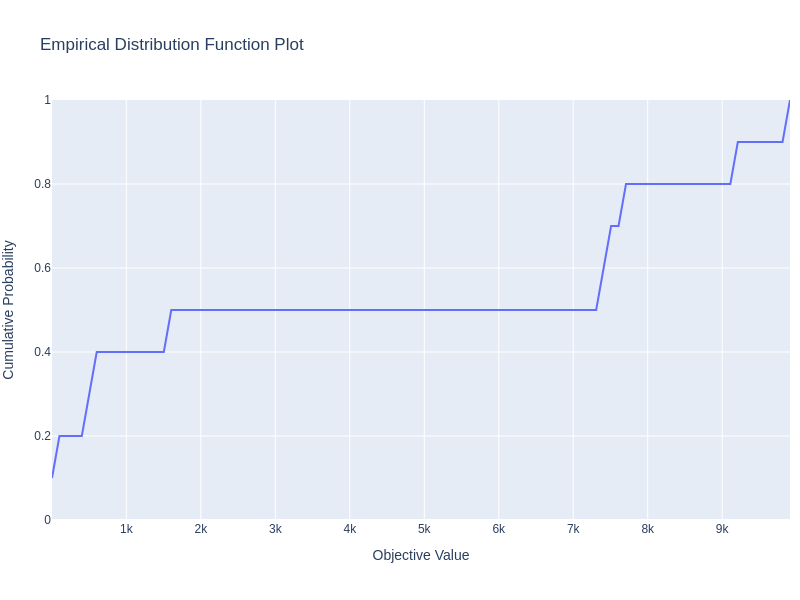 Empirical Distribution Function Plot
Cumulative Probability
1
0.8
0.6
0.4
0.2
0
1k 2k 3k 4k 5k 6k 7k 8k 9k
Objective Value